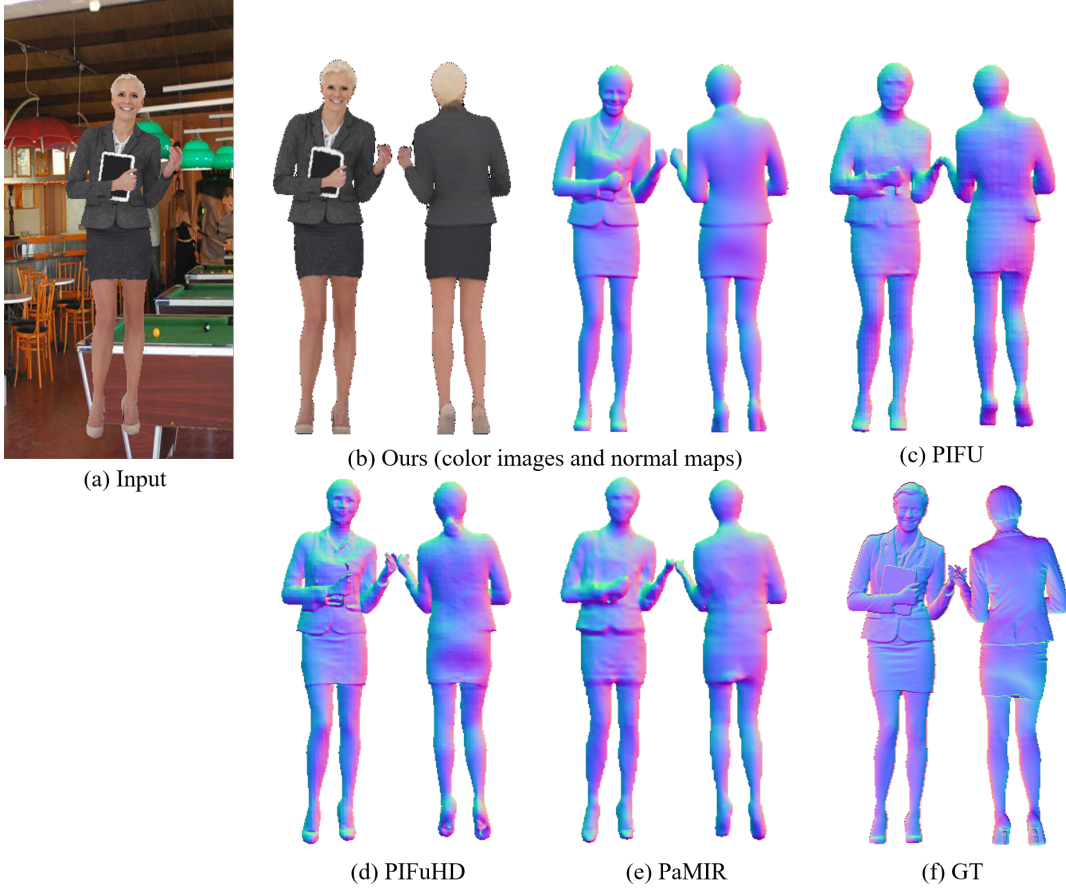 (a) Input
(b) Ours (color images and normal maps)
(c) PIFU
(d) PIFuHD
(e) PaMIR
(f) GT